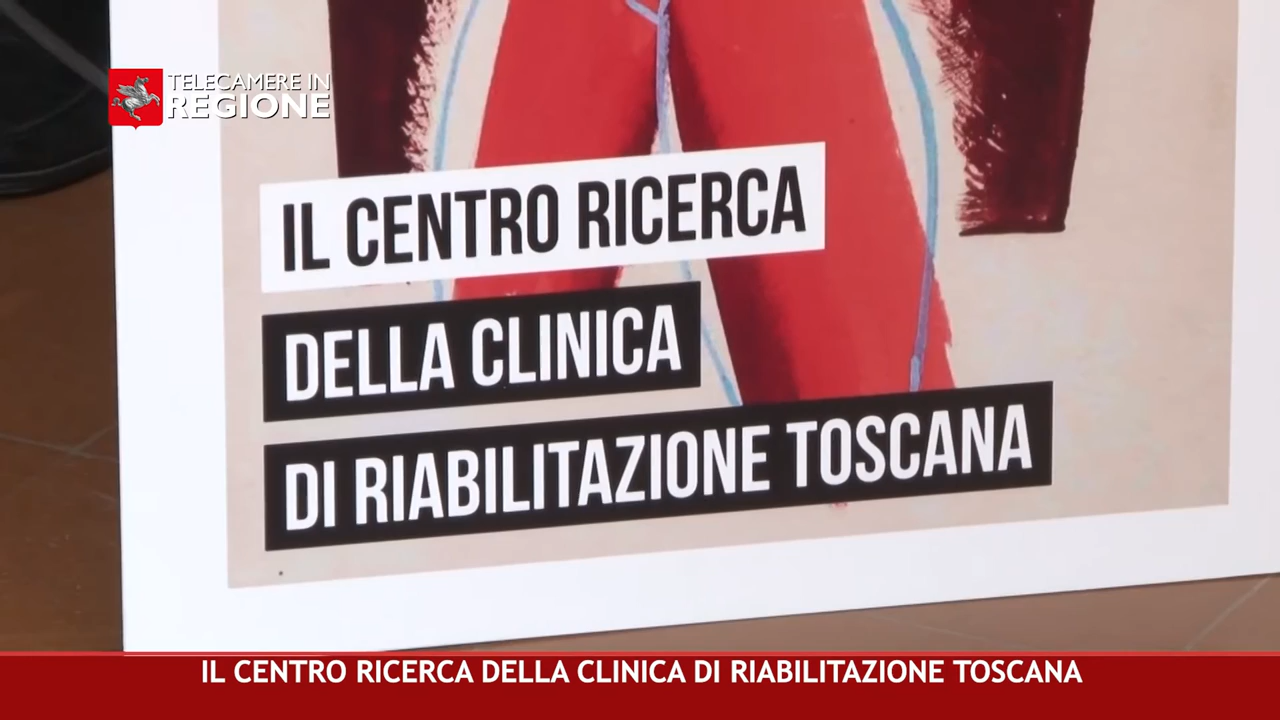 TELECAMERE IN
REGIONE
IL CENTRO RICERCA
DELLA CLINICA
DI RIABILITAZIONE TOSCANA
IL CENTRO RICERCA DELLA CLINICA DI RIABILITAZIONE TOSCANA